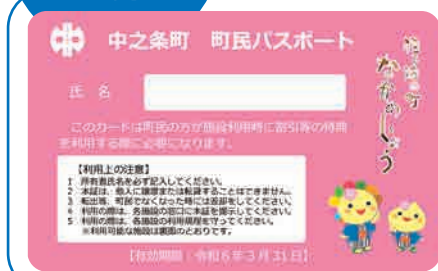 中之条町 町民パスポート
氏 名
このカードは町民の方が施設利用時に割引等の特典
を利用する際に必要になります。
【利用上の注意】
1 所有者氏名を必ず記入してください。
2 本証は、他人に譲渡または転貸することはできません。
3 転出等、町民でなくなった時には返却をしてください。
4 利用の際は、各施設の窓口に本証を掲示してください。
5 利用の際は、各施設の利用規程を守ってください。
※利用可能な施設は裏面のとおりです。
【有効期間：令和6年3月31日】
花と湯の町
なかのじょう